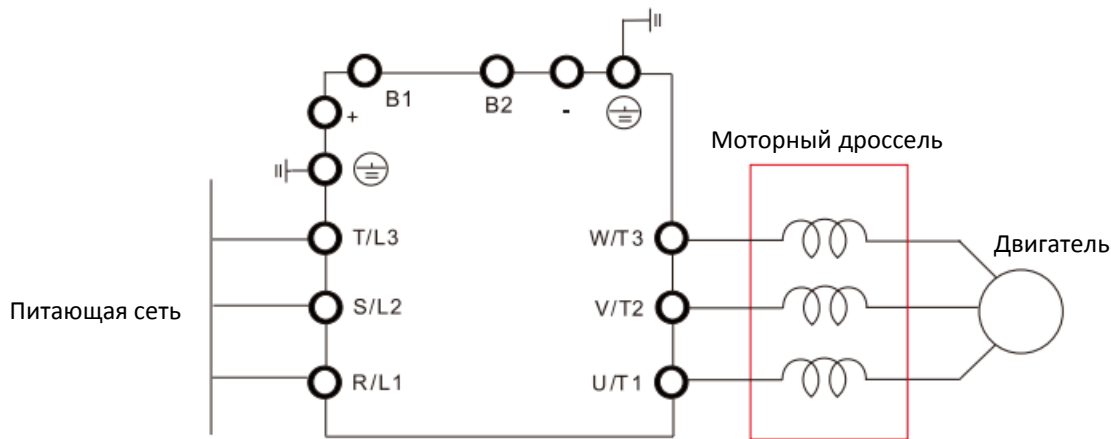 B1
B2
-
+
Моторный дроссель
T/L3
W/T3
Двигатель
Питающая сеть
S/L2
V/T2
R/L1
U/T1